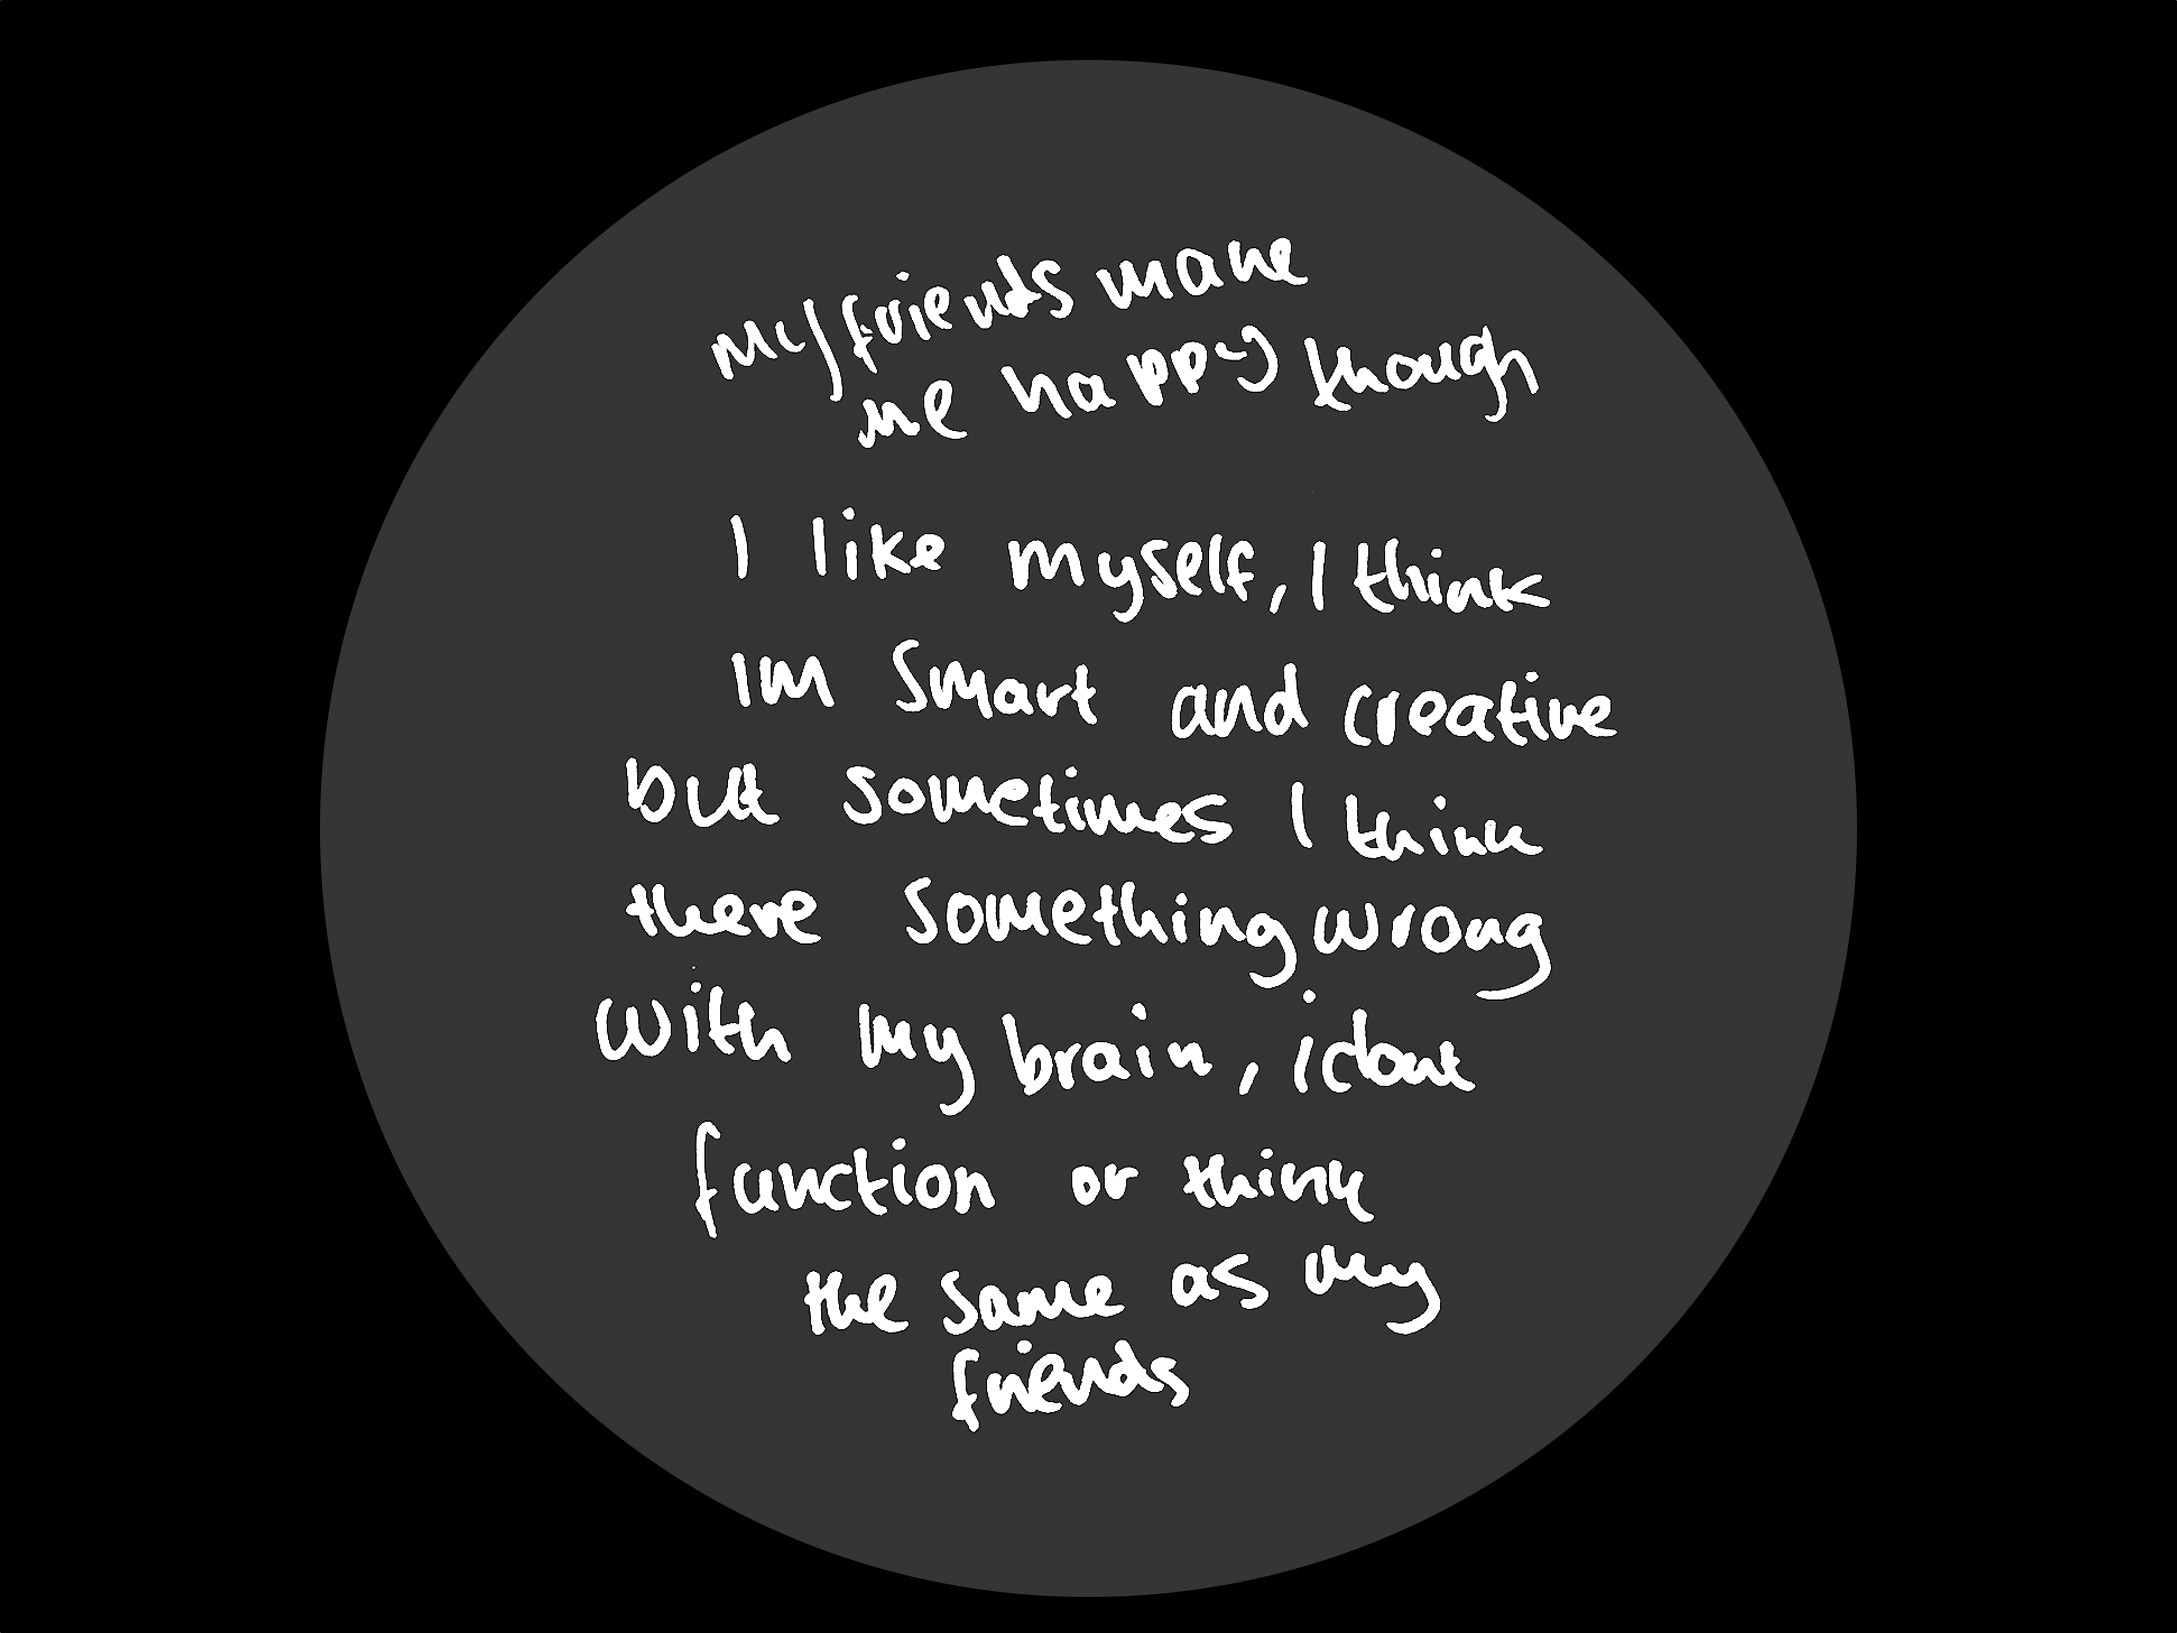 My friends make
me happy though
I like myself, I think
Im smart and creative
but sometimes I think
there something wrong
with my brain, i dont
function or think
the same as my
friends